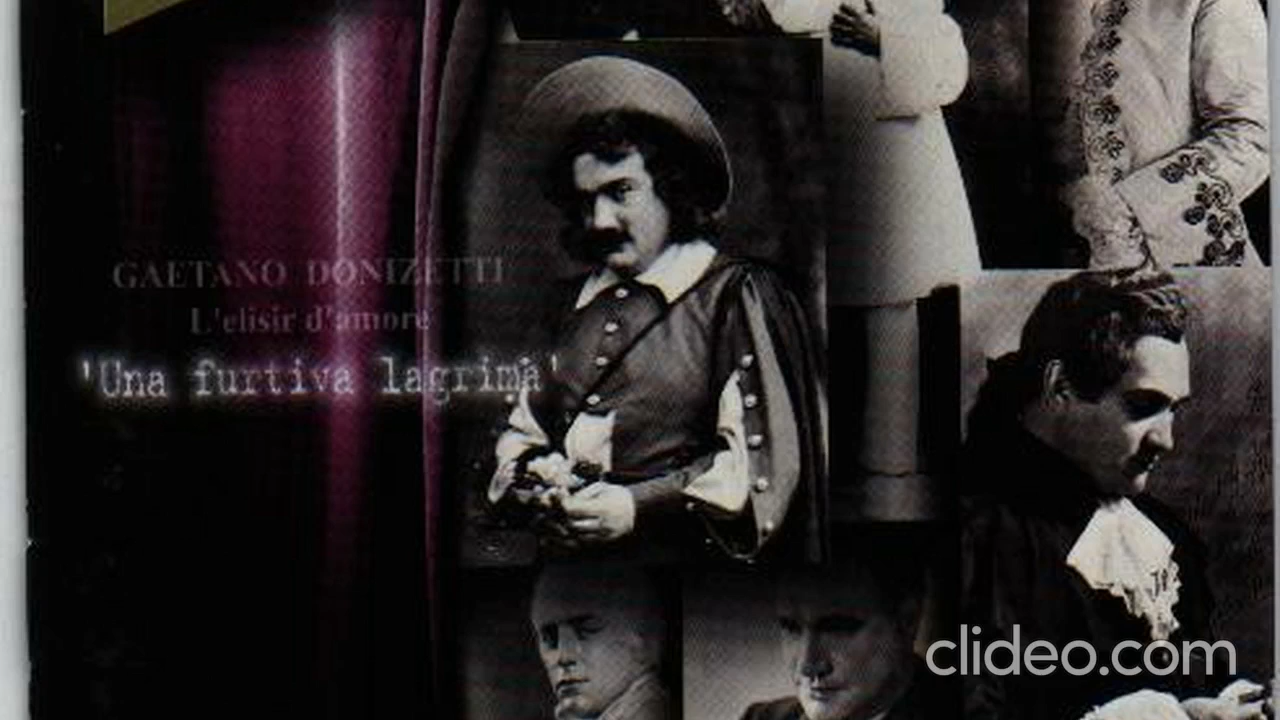 GAETANO DONIZETTI
L'elisir d'amore
'Una furtiva lagrima'
clideo.com